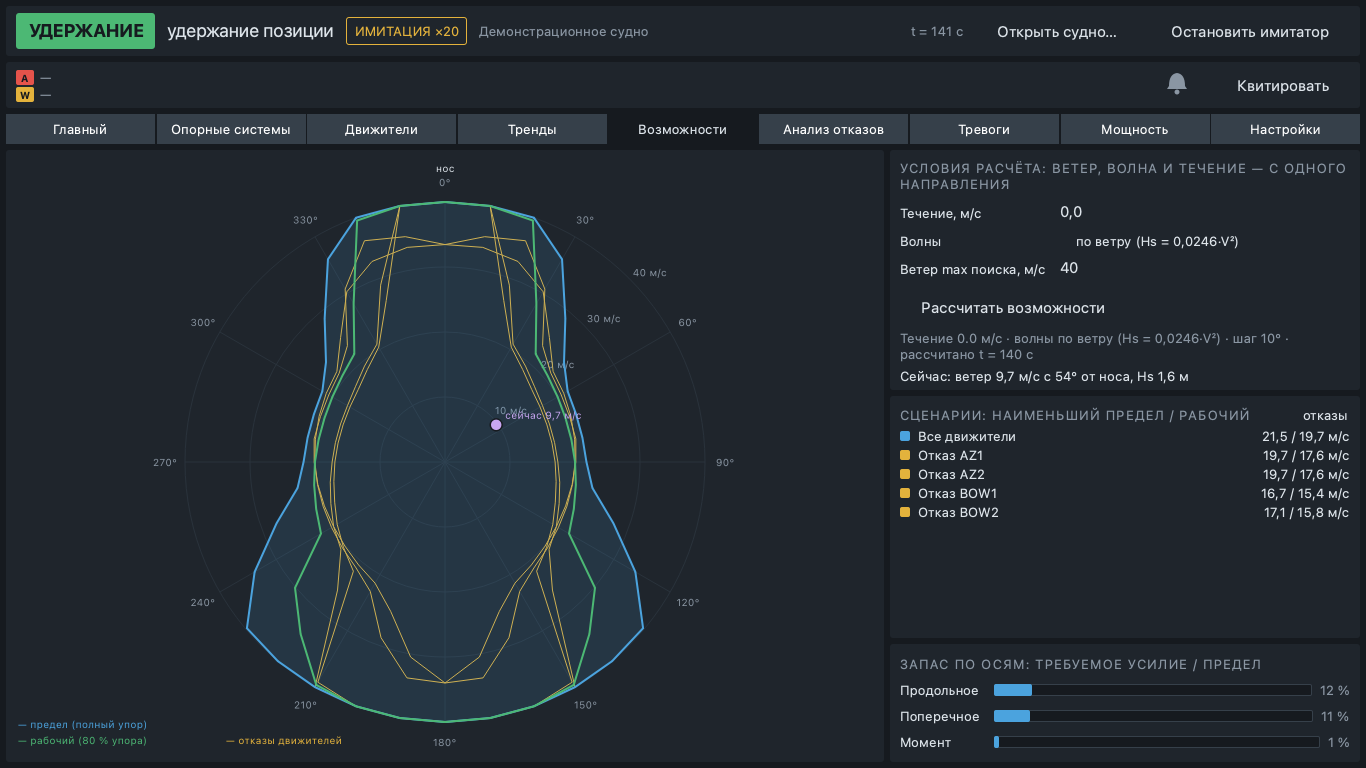 УДЕРЖАНИЕ удержание позиции ИМИТАЦИЯ ×20 Демонстрационное судно t = 141 с Открыть судно... Остановить имитатор
A —
W —
Квитировать
Главный Опорные системы Движители Тренды Возможности Анализ отказов Тревоги Мощность Настройки
нос
0°
330° 30°
40 м/с
300° 30 м/с 60°
20 м/с
10 м/с
сейчас 9,7 м/с
270° 90°
240° 120°
210° 150°
180°
— предел (полный упор)
— рабочий (80 % упора) — отказы движителей
УСЛОВИЯ РАСЧЁТА: ВЕТЕР, ВОЛНА И ТЕЧЕНИЕ — С ОДНОГО
НАПРАВЛЕНИЯ
Течение, м/с 0,0
Волны по ветру (Hs = 0,0246·V²)
Ветер max поиска, м/с 40
Рассчитать возможности
Течение 0.0 м/с · волны по ветру (Hs = 0,0246·V²) · шаг 10° ·
рассчитано t = 140 с
Сейчас: ветер 9,7 м/с с 54° от носа, Hs 1,6 м
СЦЕНАРИИ: НАИМЕНЬШИЙ ПРЕДЕЛ / РАБОЧИЙ отказы
Все движители 21,5 / 19,7 м/с
Отказ AZ1 19,7 / 17,6 м/с
Отказ AZ2 19,7 / 17,6 м/с
Отказ BOW1 16,7 / 15,4 м/с
Отказ BOW2 17,1 / 15,8 м/с
ЗАПАС ПО ОСЯМ: ТРЕБУЕМОЕ УСИЛИЕ / ПРЕДЕЛ
Продольное 12 %
Поперечное 11 %
Момент 1 %